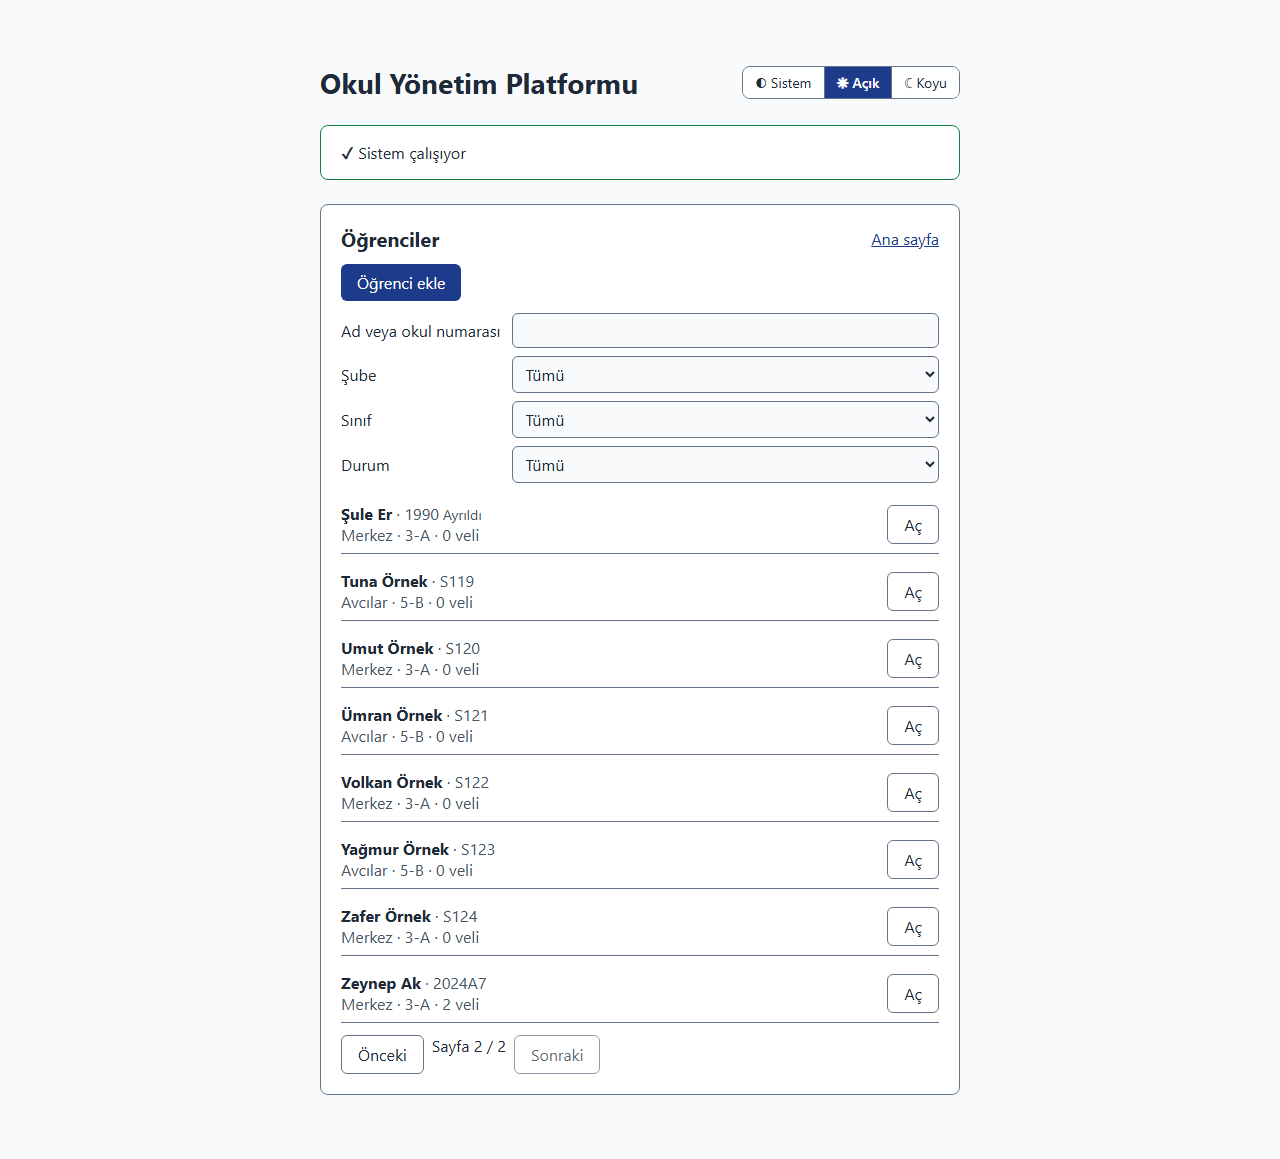 Okul Yönetim Platformu
◐ Sistem ❋ Açık ☾ Koyu
✓ Sistem çalışıyor
Öğrenciler Ana sayfa
Öğrenci ekle
Ad veya okul numarası
Şube Tümü
Sınıf Tümü
Durum Tümü
Şule Er · 1990 Ayrıldı
Merkez · 3-A · 0 veli
Aç
Tuna Örnek · S119
Avcılar · 5-B · 0 veli
Aç
Umut Örnek · S120
Merkez · 3-A · 0 veli
Aç
Ümran Örnek · S121
Avcılar · 5-B · 0 veli
Aç
Volkan Örnek · S122
Merkez · 3-A · 0 veli
Aç
Yağmur Örnek · S123
Avcılar · 5-B · 0 veli
Aç
Zafer Örnek · S124
Merkez · 3-A · 0 veli
Aç
Zeynep Ak · 2024A7
Merkez · 3-A · 2 veli
Aç
Önceki Sayfa 2 / 2 Sonraki